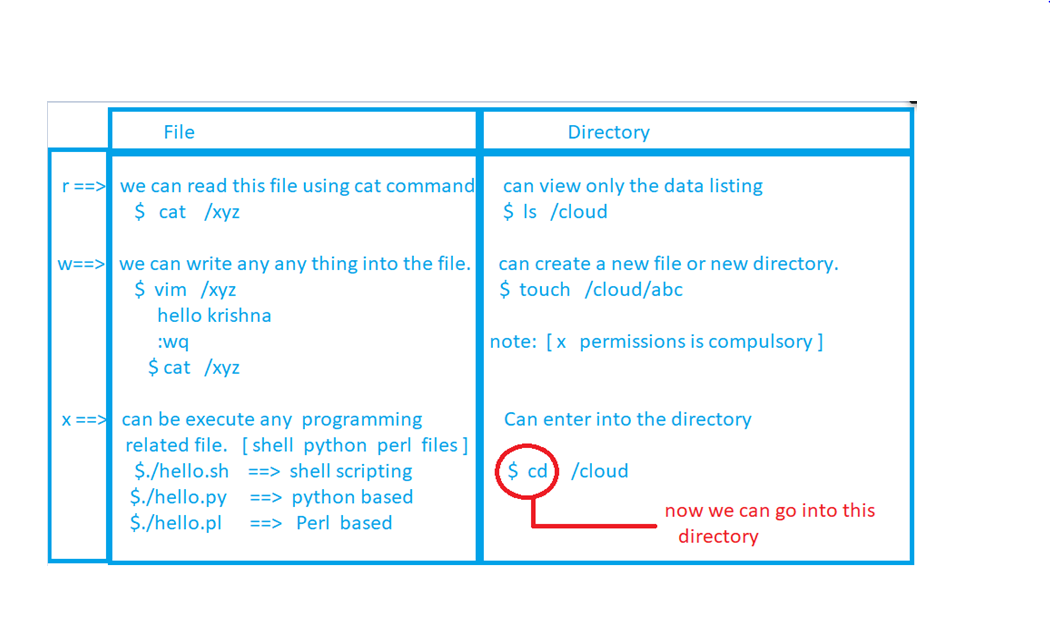 File Directory
r ==> we can read this file using cat command can view only the data listing
$ cat /xyz $ ls /cloud
w==> we can write any any thing into the file. can create a new file or new directory.
$ vim /xyz $ touch /cloud/abc
hello krishna
:wq note: [ x permissions is compulsory ]
$ cat /xyz
x ==> can be execute any programming Can enter into the directory
related file. [ shell python perl files ]
$./hello.sh ==> shell scripting $ cd /cloud
$./hello.py ==> python based
now we can go into this
$./hello.pl ==> Perl based
directory